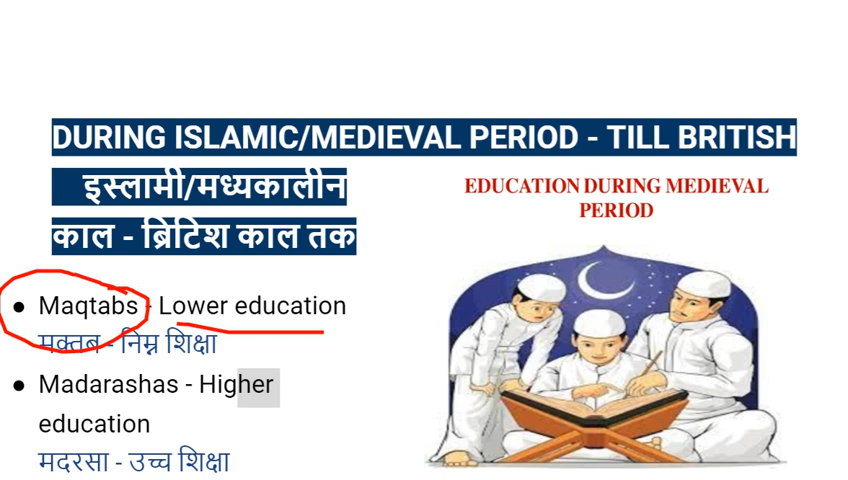 DURING ISLAMIC/MEDIEVAL PERIOD - TILL BRITISH
इस्लामी/मध्यकालीन
काल - ब्रिटिश काल तक
EDUCATION DURING MEDIEVAL
PERIOD
● Maqtabs - Lower education
मक़्तब - निम्न शिक्षा
● Madarashas - Higher
education
मदरसा - उच्च शिक्षा